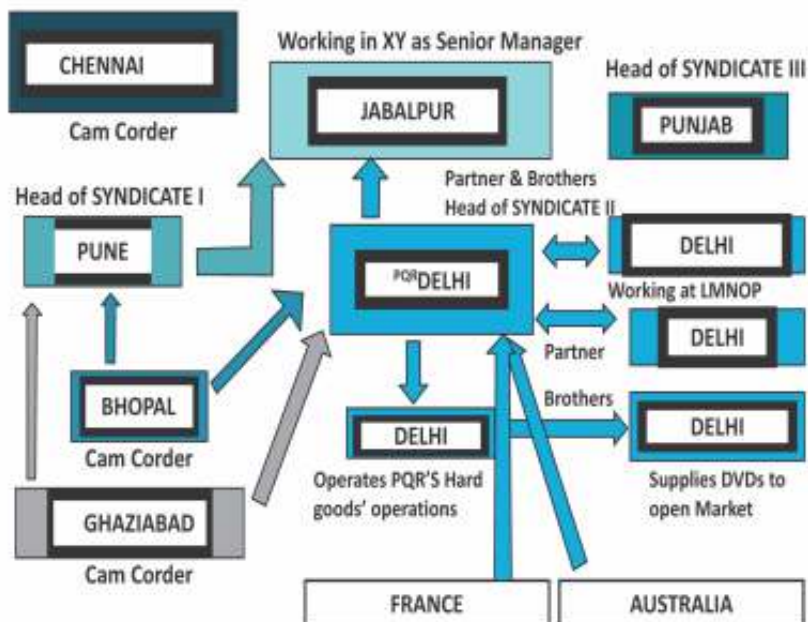 CHENNAI
Cam Corder
Working in XY as Senior Manager
JABALPUR
Head of SYNDICATE III
PUNJAB
Partner & Brothers
Head of SYNDICATE II
Head of SYNDICATE I
PUNE
PQRDELHI
DELHI
Working at LMNOP
DELHI
Partner
BHOPAL
Cam Corder
DELHI
Operates PQR'S Hard
goods' operations
Brothers
DELHI
Supplies DVDs to
open Market
GHAZIABAD
Cam Corder
FRANCE
AUSTRALIA